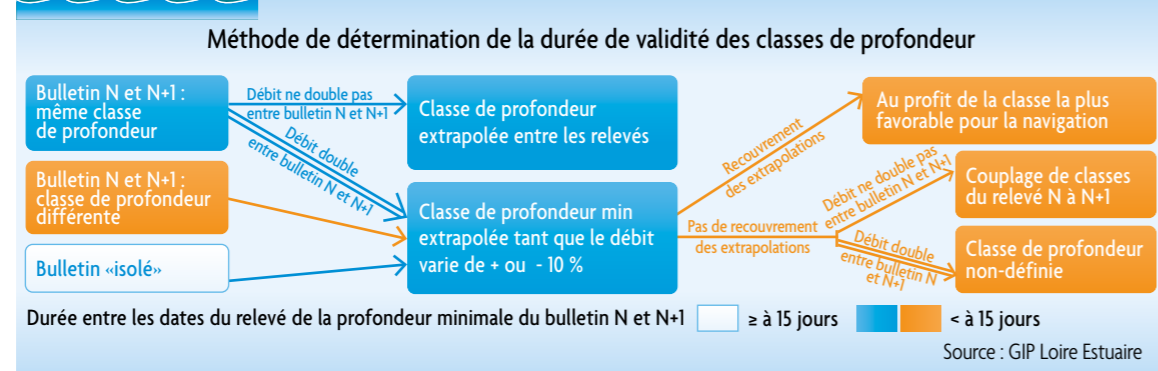 Méthode de détermination de la durée de validité des classes de profondeur
Bulletin N et N+1 :
même classe
de profondeur
Débit ne double pas
entre bulletin N et N+1
Débit double
entre bulletin N et N+1
Classe de profondeur
extrapolée entre les relevés
Bulletin N et N+1 :
classe de profondeur
différente
Bulletin «isolé»
Classe de profondeur min
extrapolée tant que le débit
varie de + ou - 10 %
Recouvrement
des extrapolations
Pas de recouvrement
des extrapolations
Au profit de la classe la plus
favorable pour la navigation
Débit ne double pas
entre bulletin N et N+1
Couplage de classes
du relevé N à N+1
Débit double
entre bulletin N
et N+1
Classe de profondeur
non-définie
Durée entre les dates du relevé de la profondeur minimale du bulletin N et N+1 ≥ à 15 jours < à 15 jours
Source : GIP Loire Estuaire